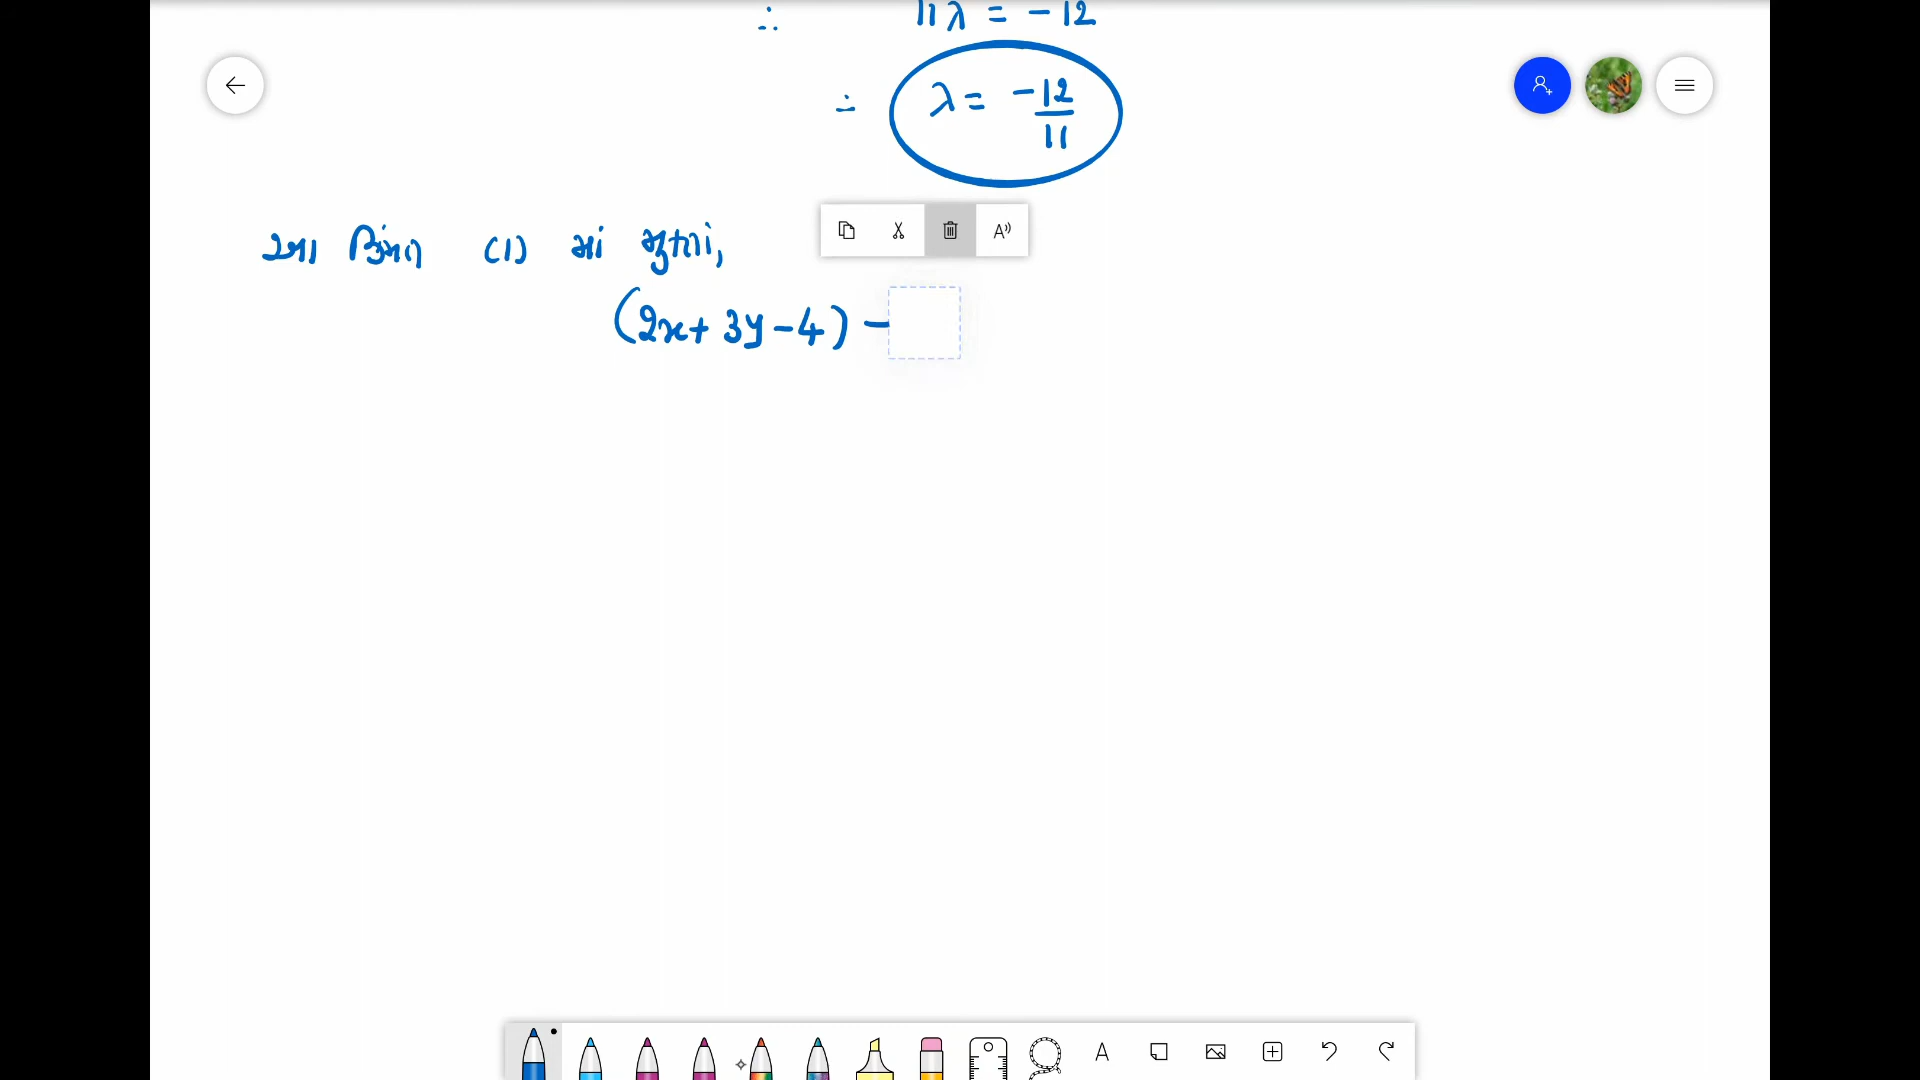 ∴ 11λ = -12
∴ λ = -12/11
આ કિંમત (1) માં મૂકતાં,
(2x + 3y - 4) -